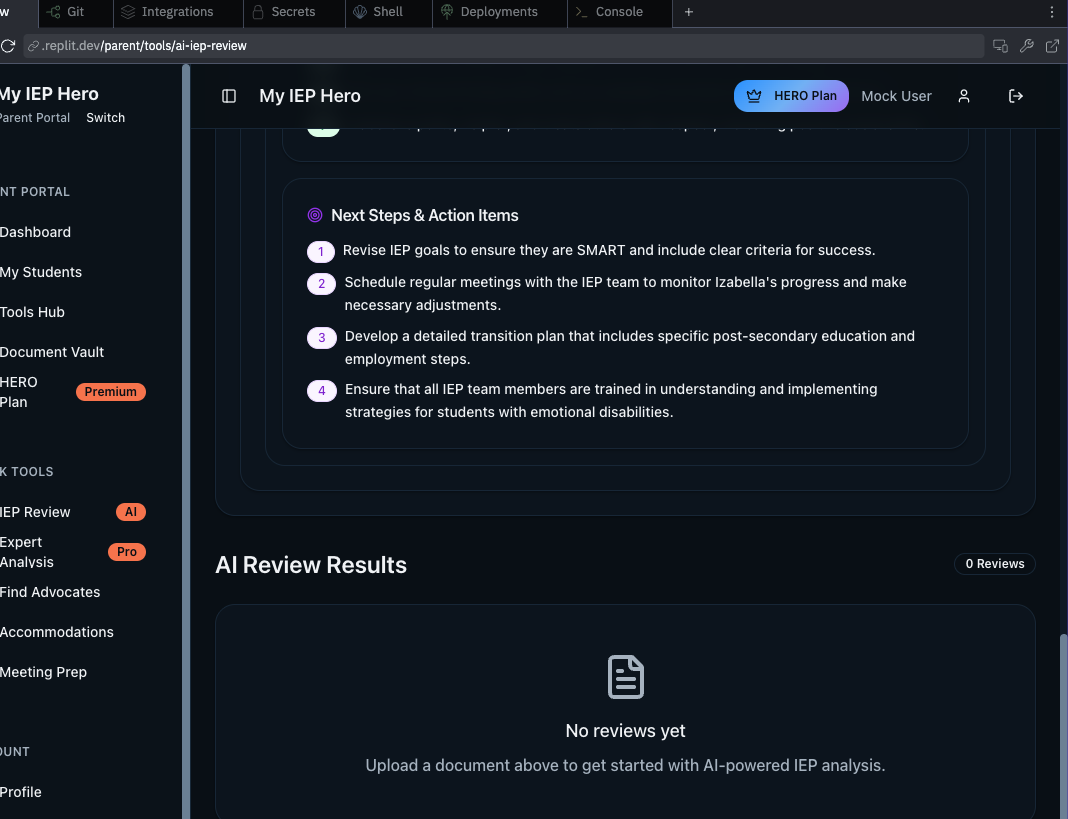 w
Git
Integrations
Secrets
Shell
Deployments
Console
.replit.dev/parent/tools/ai-iep-review
My IEP Hero
Parent Portal
Switch
NT PORTAL
Dashboard
My Students
Tools Hub
Document Vault
HERO
Plan
Premium
K TOOLS
IEP Review
AI
Expert
Analysis
Pro
Find Advocates
Accommodations
Meeting Prep
OUNT
Profile
My IEP Hero
HERO Plan
Mock User
Next Steps & Action Items
1 Revise IEP goals to ensure they are SMART and include clear criteria for success.
2 Schedule regular meetings with the IEP team to monitor Izabella's progress and make
necessary adjustments.
3 Develop a detailed transition plan that includes specific post-secondary education and
employment steps.
4 Ensure that all IEP team members are trained in understanding and implementing
strategies for students with emotional disabilities.
AI Review Results
0 Reviews
No reviews yet
Upload a document above to get started with AI-powered IEP analysis.